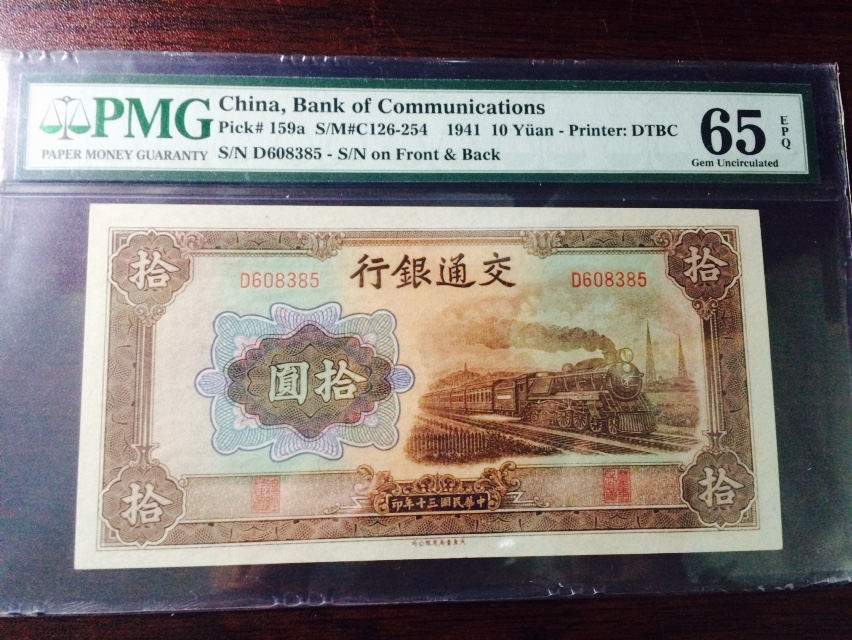 PMG
PAPER MONEY GUARANTY
China, Bank of Communications
Pick# 159a S/M#C126-254 1941 10 Yüan - Printer: DTBC
S/N D608385 - S/N on Front & Back
65
EPQ
Gem Uncirculated
拾
拾
D608385
行銀通交
D608385
圓拾
拾
拾
印年十三國民華中